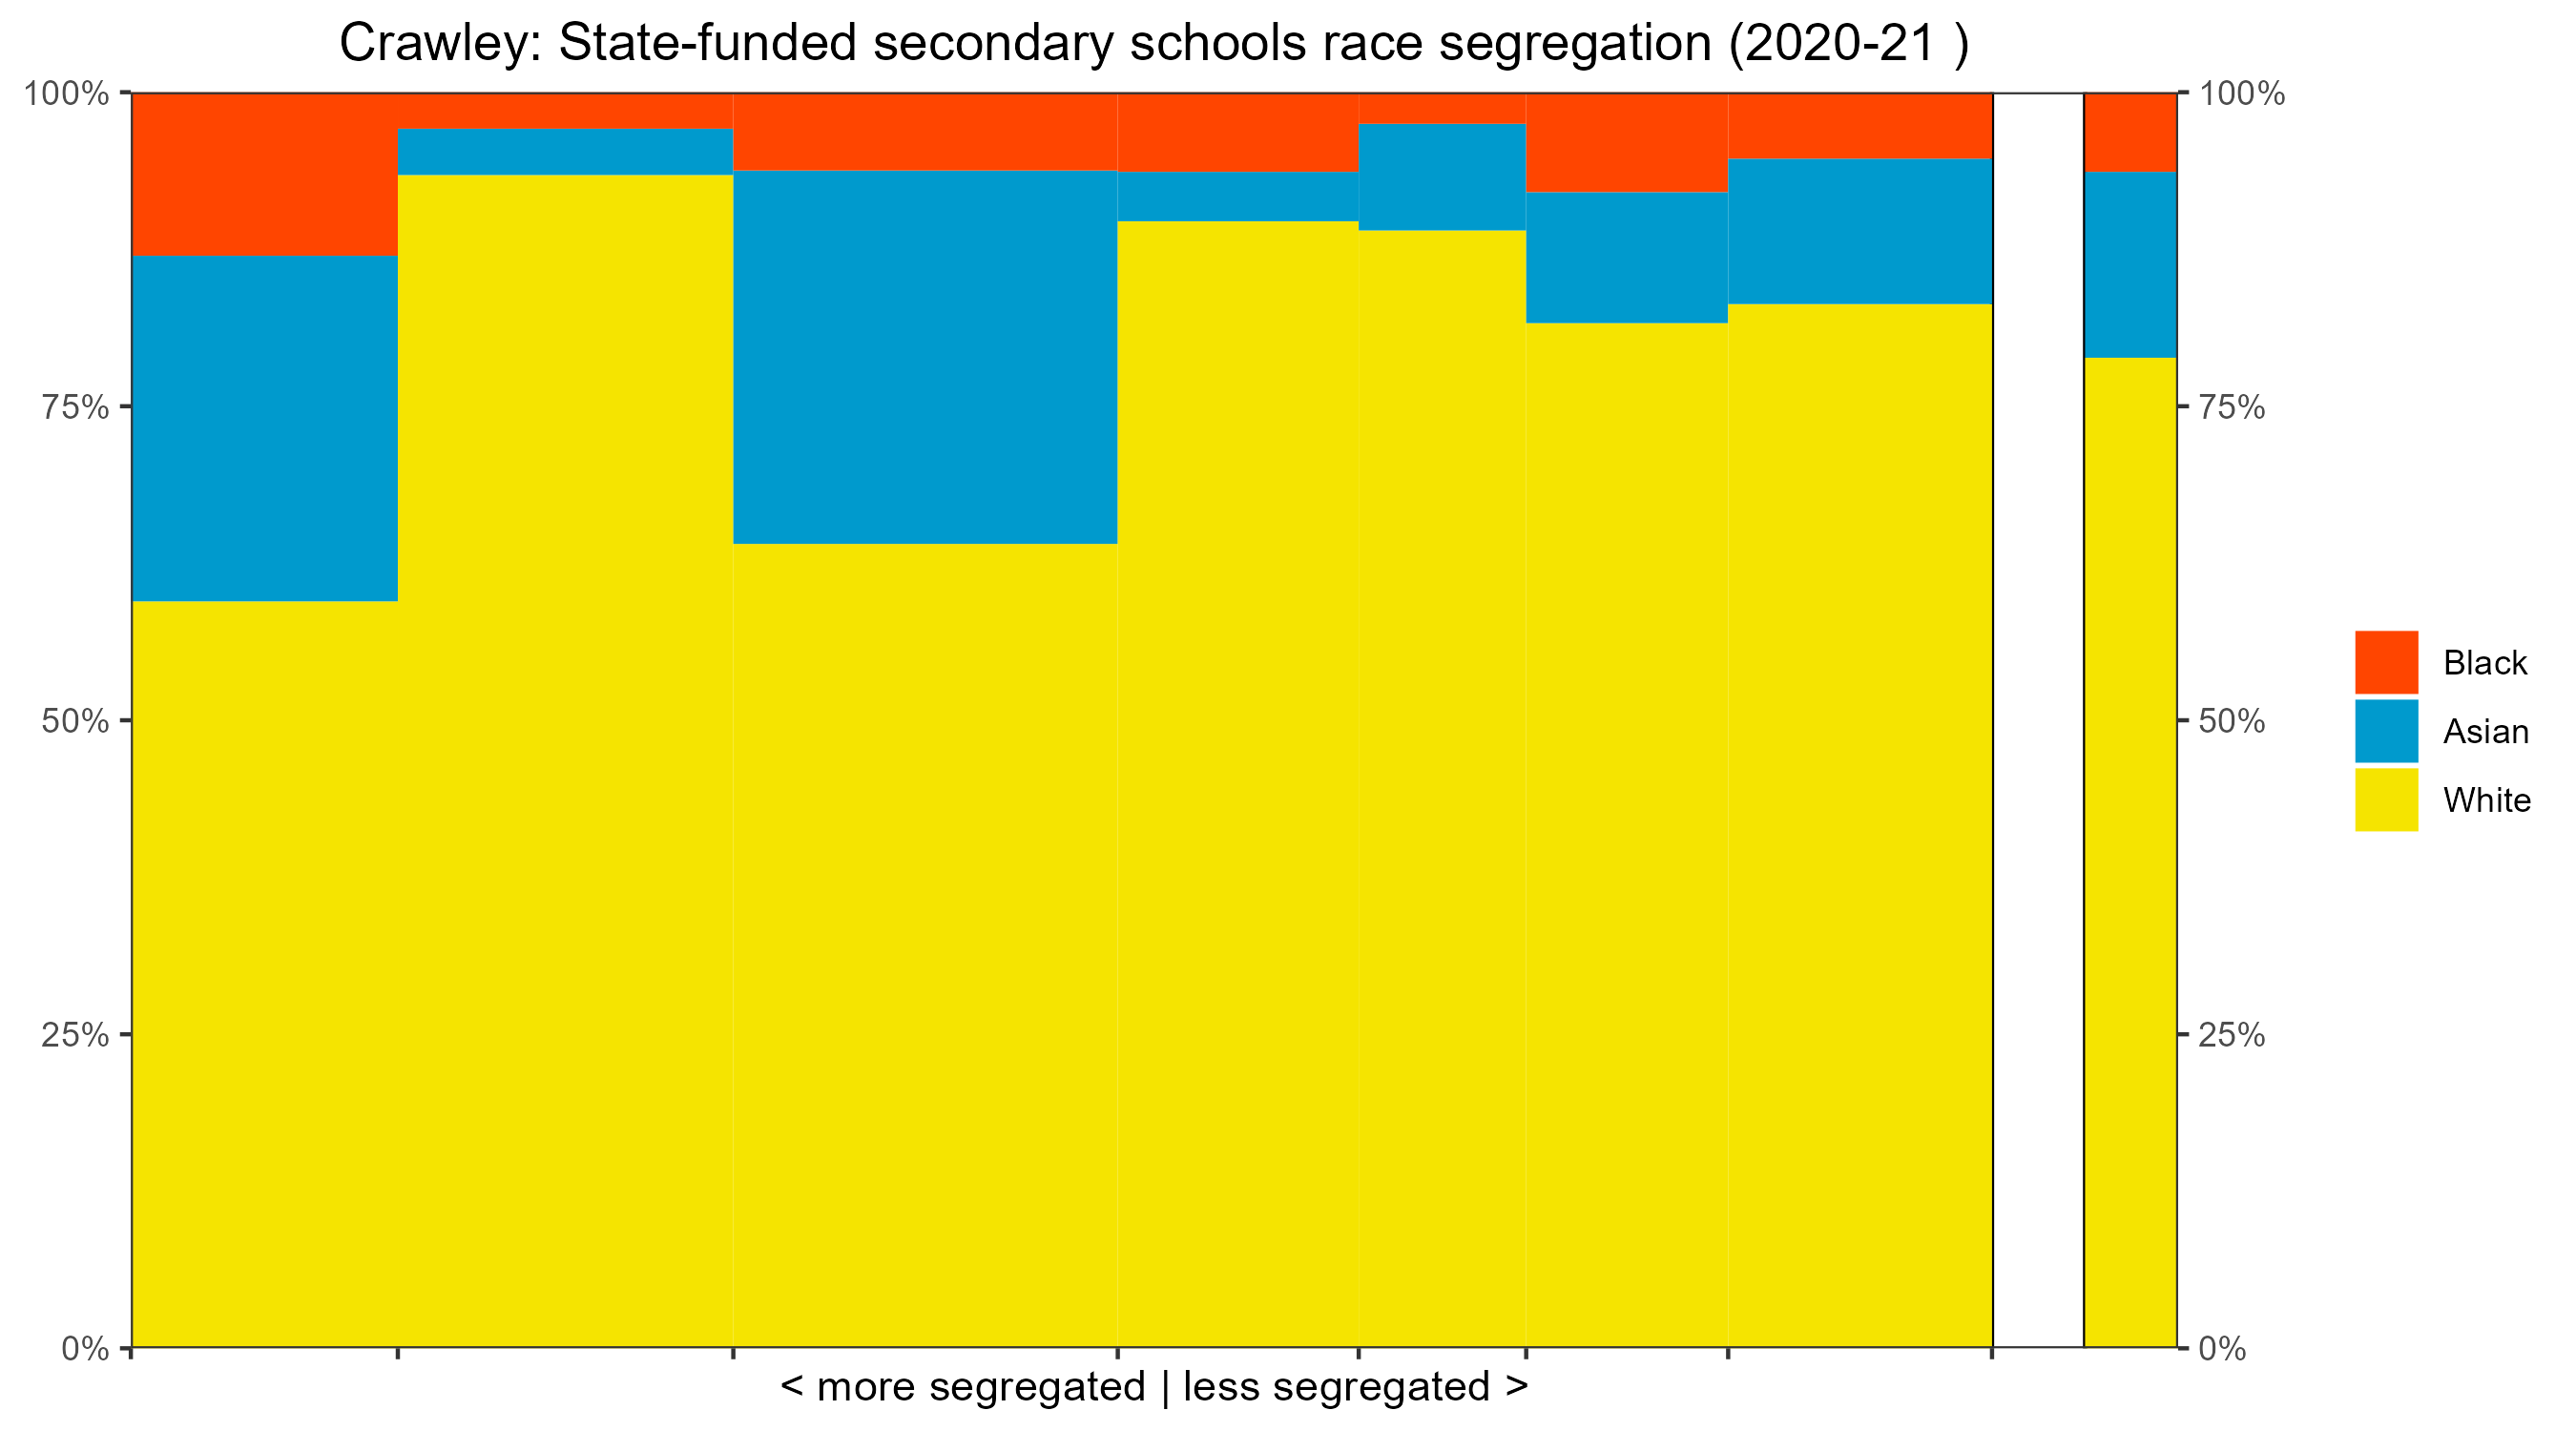 Crawley: State-funded secondary schools race segregation (2020-21 )
100%
75%
50%
25%
0%
100%
75%
50%
25%
0%
Black
Asian
White
< more segregated | less segregated >